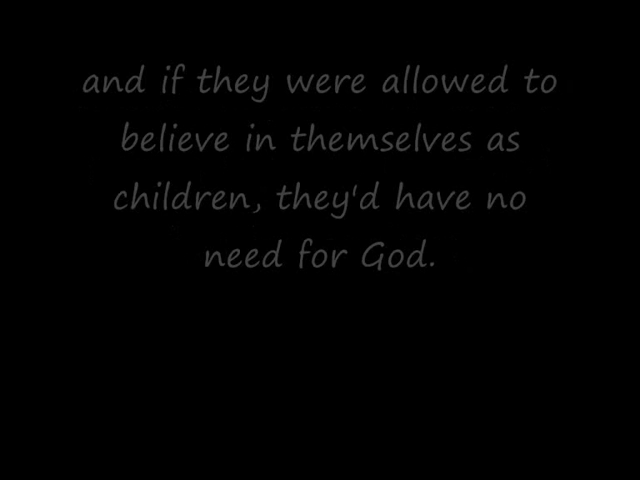 and if they were allowed to
believe in themselves as
children, they'd have no
need for God.